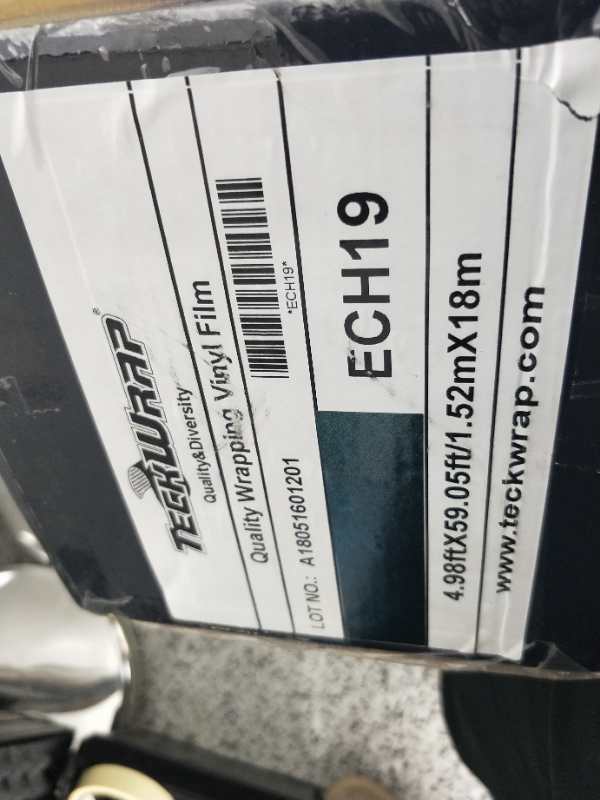 TECKWRAP®
Quality&Diversity
Quality Wrapping Vinyl Film
*ECH19*
LOT NO.: A18051601201
ECH19
4.98ftX59.05ft/1.52mX18m
www.teckwrap.com